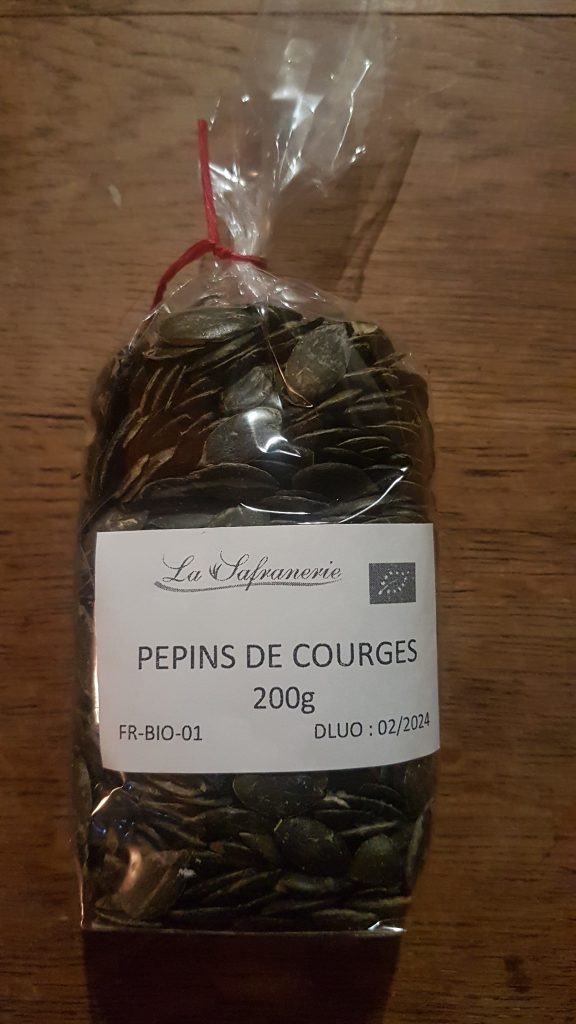 La Safranerie
PEPINS DE COURGES
200g
FR-BIO-01
DLUO : 02/2024